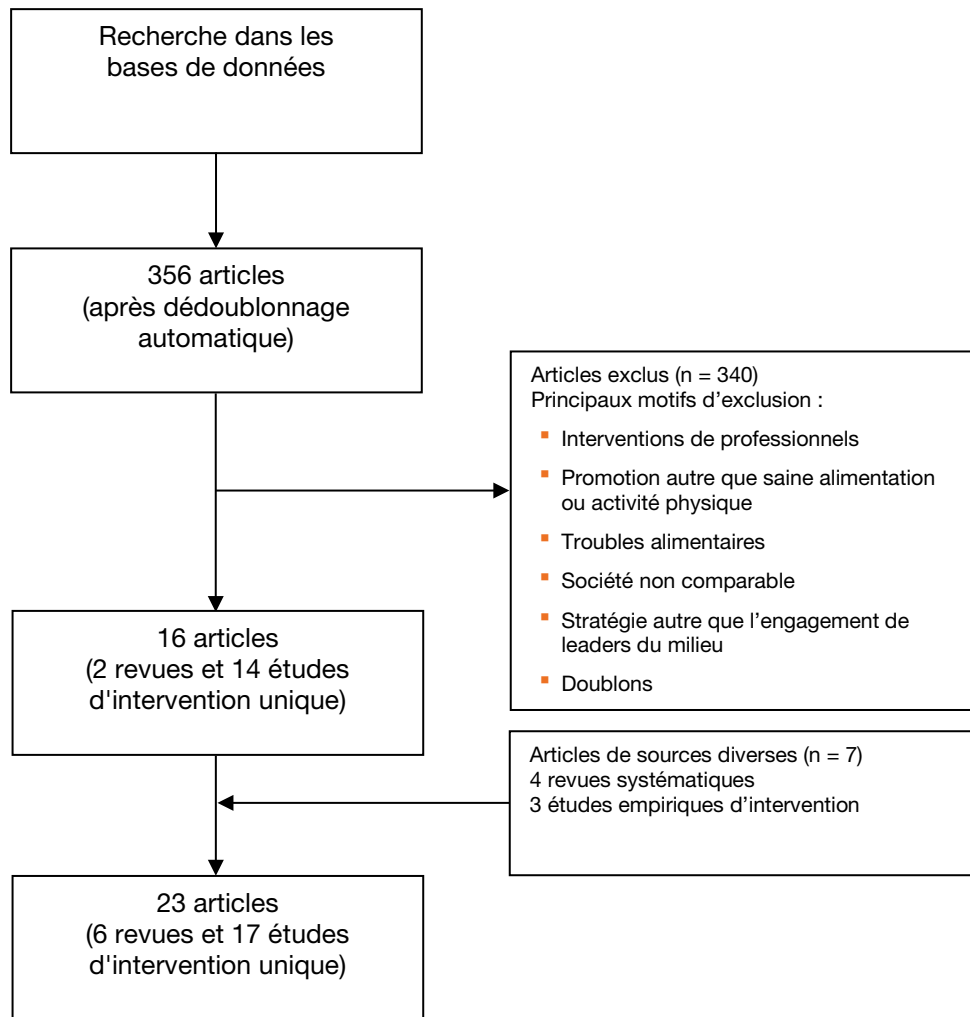 Recherche dans les
bases de données
356 articles
(après dédoublonnage
automatique)
Articles exclus (n = 340)
Principaux motifs d’exclusion :
▪ Interventions de professionnels
▪ Promotion autre que saine alimentation
ou activité physique
▪ Troubles alimentaires
▪ Société non comparable
▪ Stratégie autre que l’engagement de
leaders du milieu
▪ Doublons
16 articles
(2 revues et 14 études
d'intervention unique)
Articles de sources diverses (n = 7)
4 revues systématiques
3 études empiriques d’intervention
23 articles
(6 revues et 17 études
d'intervention unique)